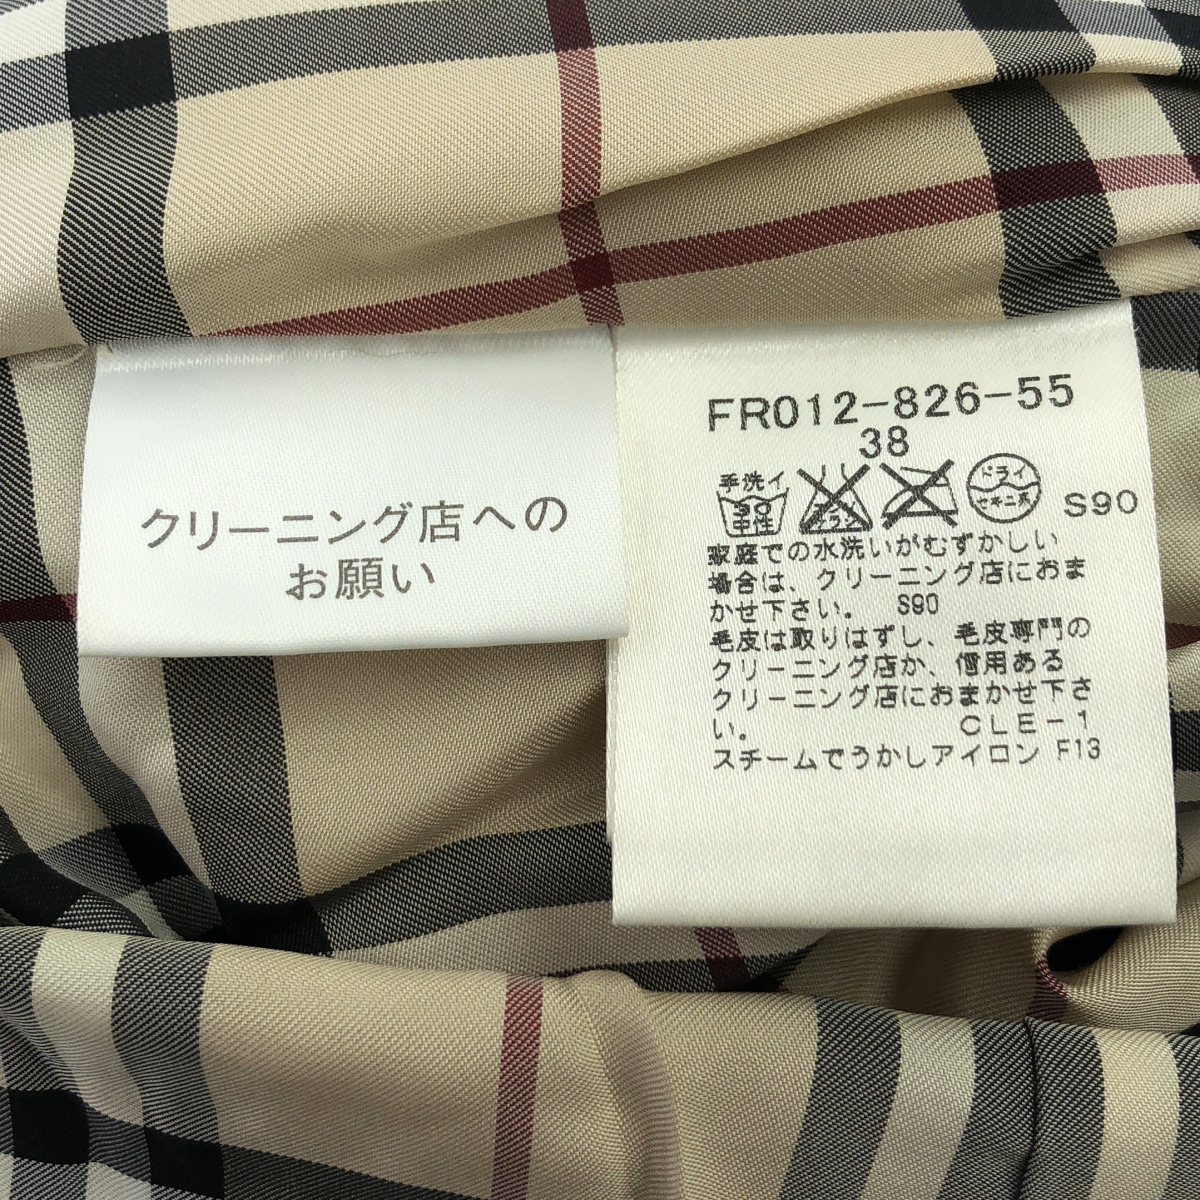 クリーニング店への
お願い
FR012-826-55
38
手洗イ
30
中性
エンソ
ドライ
セキユ系
S90
家庭での水洗いがむずかしい
場合は、クリーニング店におま
かせ下さい。 S90
毛皮は取りはずし、毛皮専門の
クリーニング店か、信用ある
クリーニング店におまかせ下さ
い。 CLE-1
スチームでうかしアイロン F13